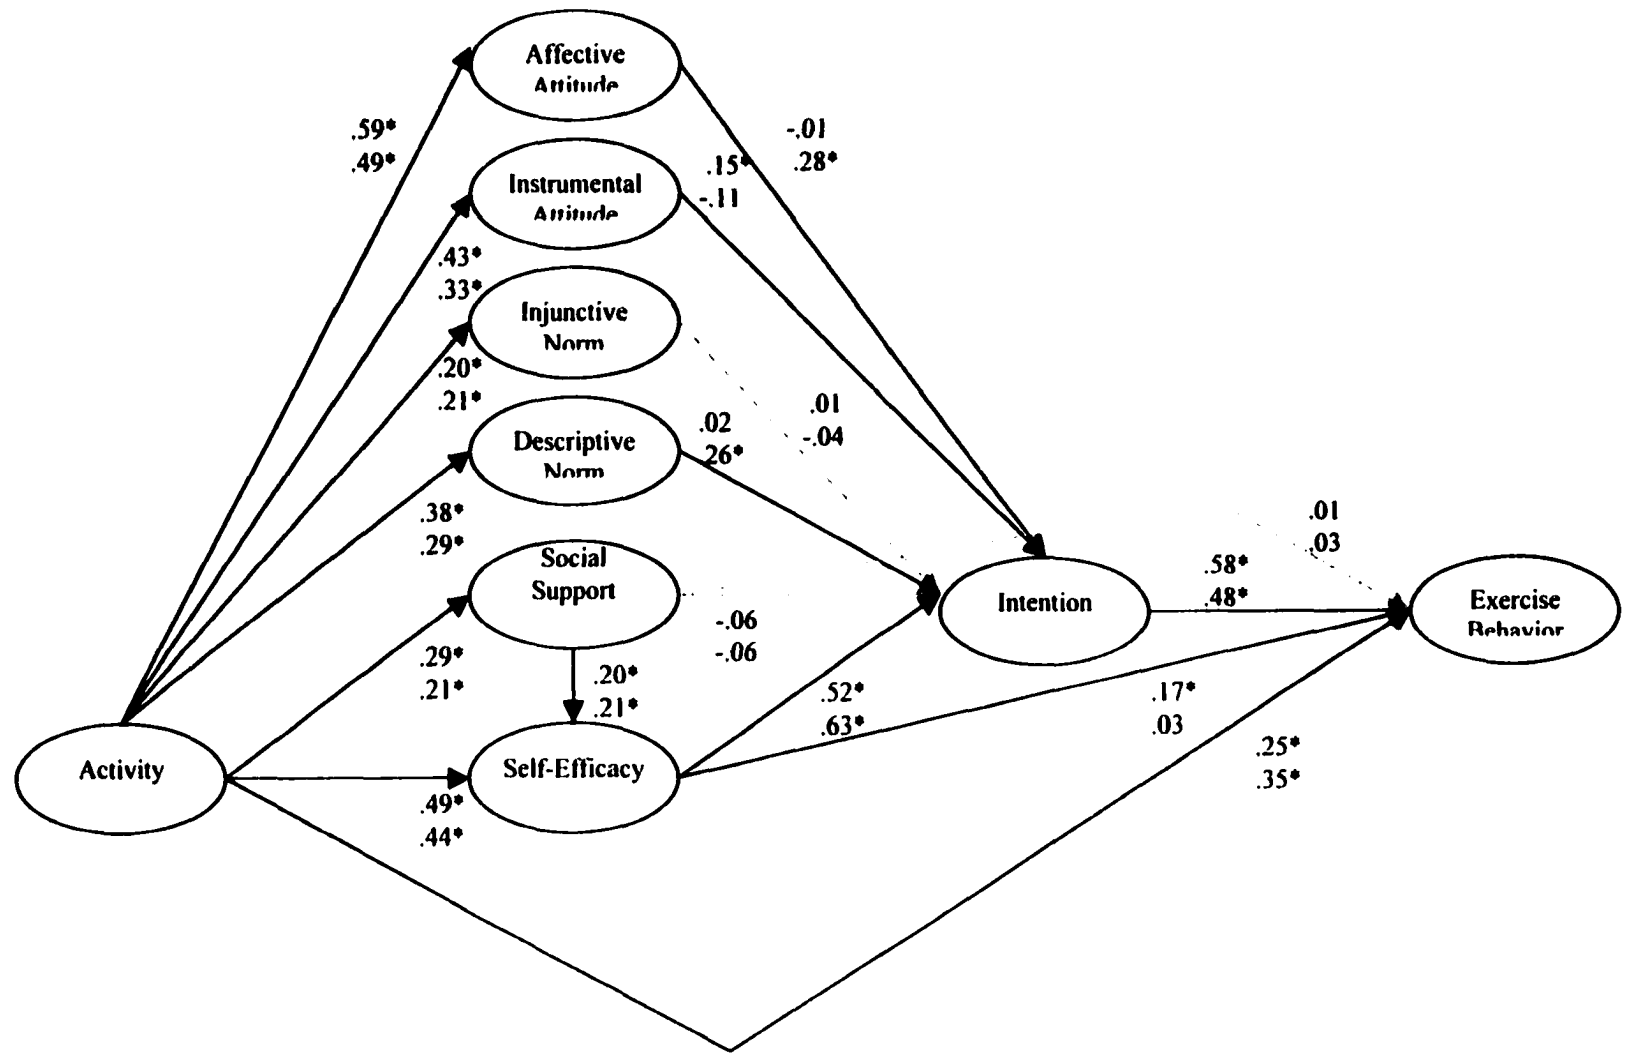 Affective
Attitude
.59*
.49*
-.01
.28*
.15*
-.11
Instrumental
Attitude
.43*
.33*
Injunctive
Norm
.20*
.21*
.01
-.04
.02
.26*
Descriptive
Norm
.38*
.29*
Social
Support
-.06
-.06
.29*
.21*
.20*
.21*
Intention
.58*
.48*
.01
.03
Exercise
Behavior
.52*
.63*
.17*
.03
.25*
.35*
Activity
Self-Efficacy
.49*
.44*